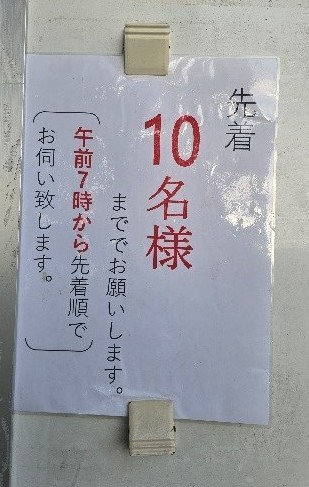 先着
10名様
まででお願いします。
午前7時から先着順で
お伺い致します。